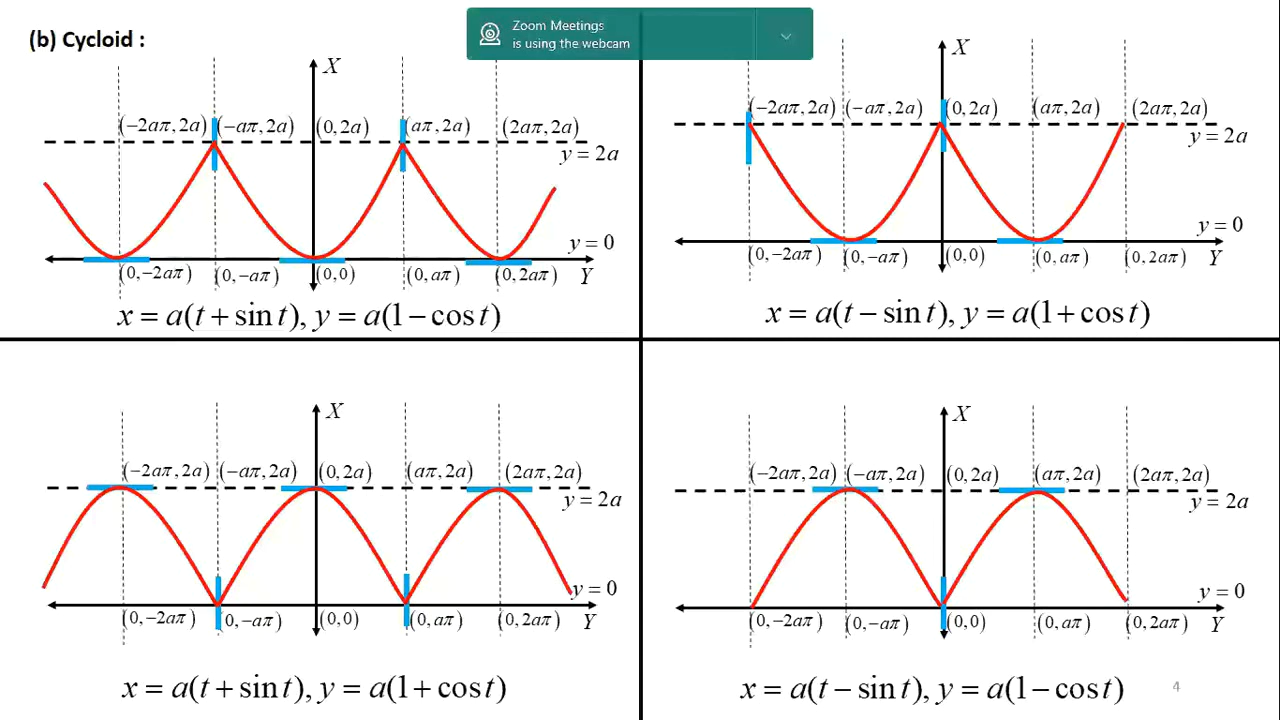 (b) Cycloid :
Zoom Meetings
is using the webcam
X
(−2aπ, 2a) (−aπ, 2a) (0, 2a) (aπ, 2a) (2aπ, 2a)
y = 2a
y = 0
(0, −2aπ) (0, −aπ) (0, 0) (0, aπ) (0, 2aπ) Y
x = a(t + sin t), y = a(1 − cos t)
X
(−2aπ, 2a) (−aπ, 2a) (0, 2a) (aπ, 2a) (2aπ, 2a)
y = 2a
y = 0
(0, −2aπ) (0, −aπ) (0, 0) (0, aπ) (0, 2aπ) Y
x = a(t − sin t), y = a(1 + cos t)
X
(−2aπ, 2a) (−aπ, 2a) (0, 2a) (aπ, 2a) (2aπ, 2a)
y = 2a
y = 0
(0, −2aπ) (0, −aπ) (0, 0) (0, aπ) (0, 2aπ) Y
x = a(t + sin t), y = a(1 + cos t)
X
(−2aπ, 2a) (−aπ, 2a) (0, 2a) (aπ, 2a) (2aπ, 2a)
y = 2a
y = 0
(0, −2aπ) (0, −aπ) (0, 0) (0, aπ) (0, 2aπ) Y
x = a(t − sin t), y = a(1 − cos t)
4